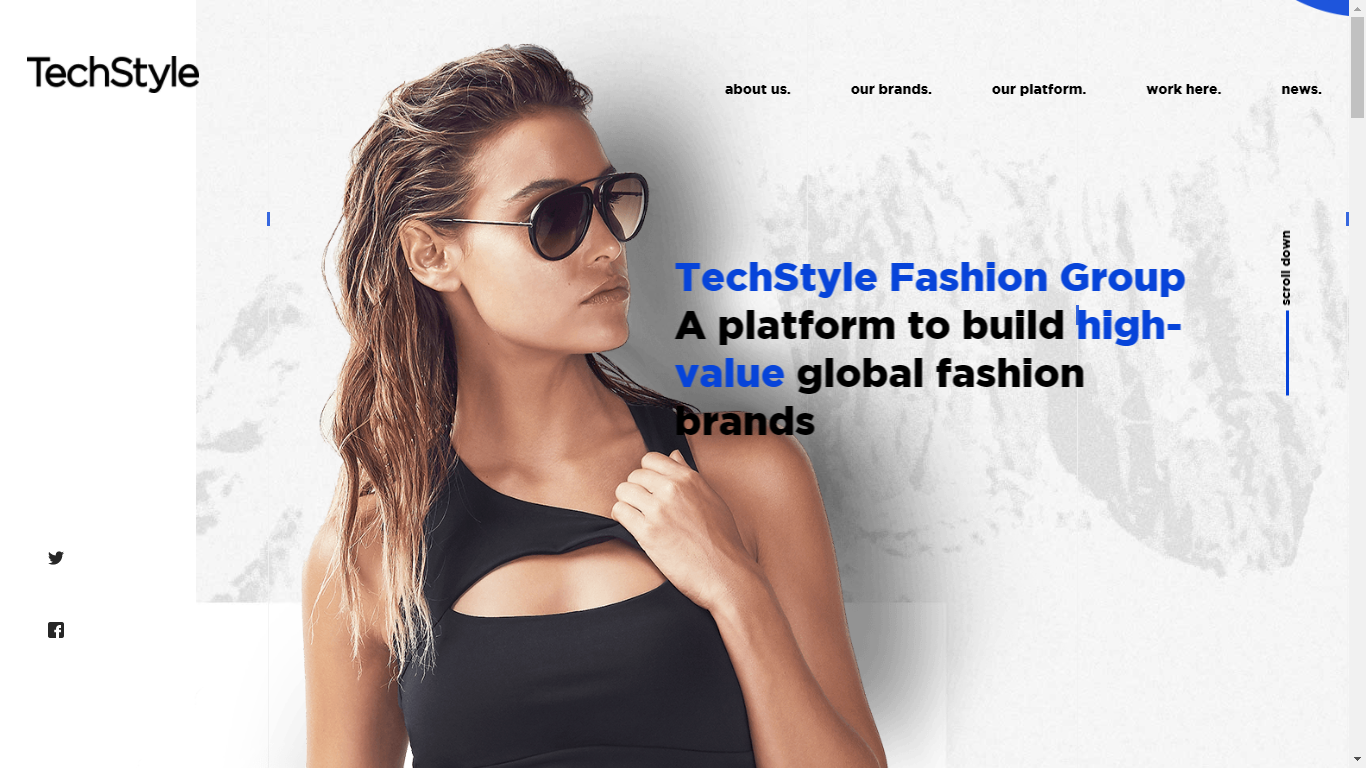 TechStyle
about us.
our brands.
our platform.
work here.
news.
scroll down
TechStyle Fashion Group
A platform to build high-
value global fashion
brands